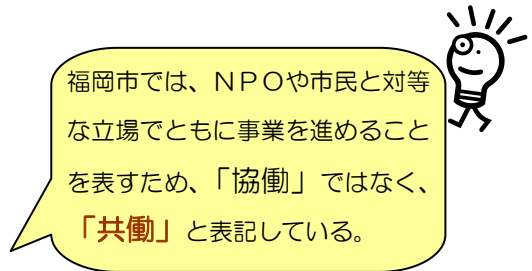 福岡市では、ＮＰＯや市民と対等
な立場でともに事業を進めること
を表すため、「協働」ではなく、
「共働」と表記している。